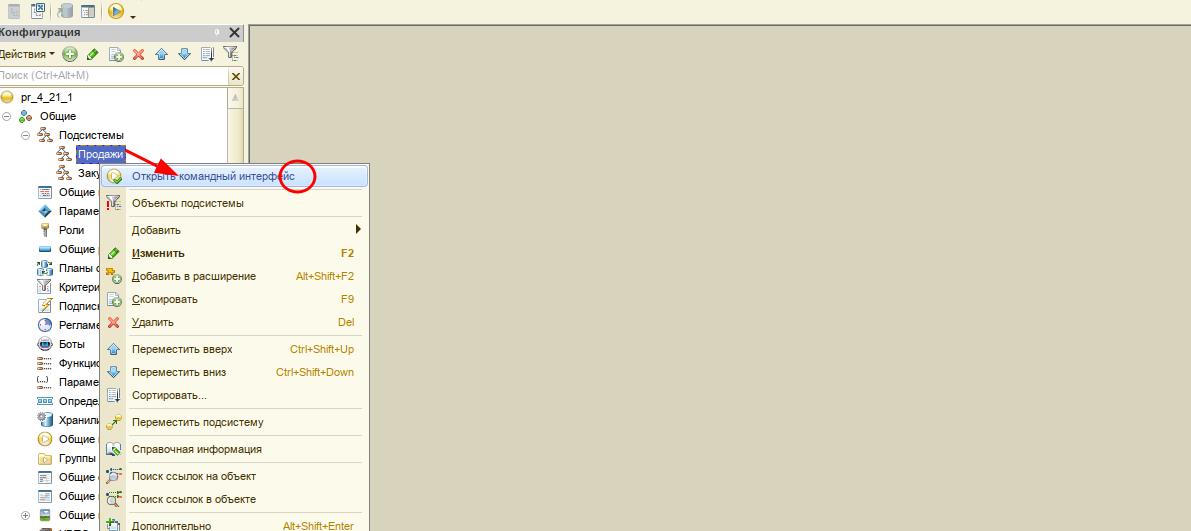 Конфигурация
Действия
Поиск (Ctrl+Alt+M)
pr_4_21_1
Общие
Подсистемы
Продажи
Заку
Открыть командный интерфейс
Общие
Объекты подсистемы
Параме
Роли
Добавить
Общие
Изменить F2
Планы
Добавить в расширение Alt+Shift+F2
Критери
Скопировать F9
Подпис
Удалить Del
Регламе
Боты
Переместить вверх Ctrl+Shift+Up
Функцио
Переместить вниз Ctrl+Shift+Down
Параме
Сортировать...
Опреде
Хранили
Переместить подсистему
Общие
Справочная информация
Группы
Общие
Поиск ссылок на объект
Общие
Поиск ссылок в объекте
Общие
Дополнительно Alt+Shift+Enter